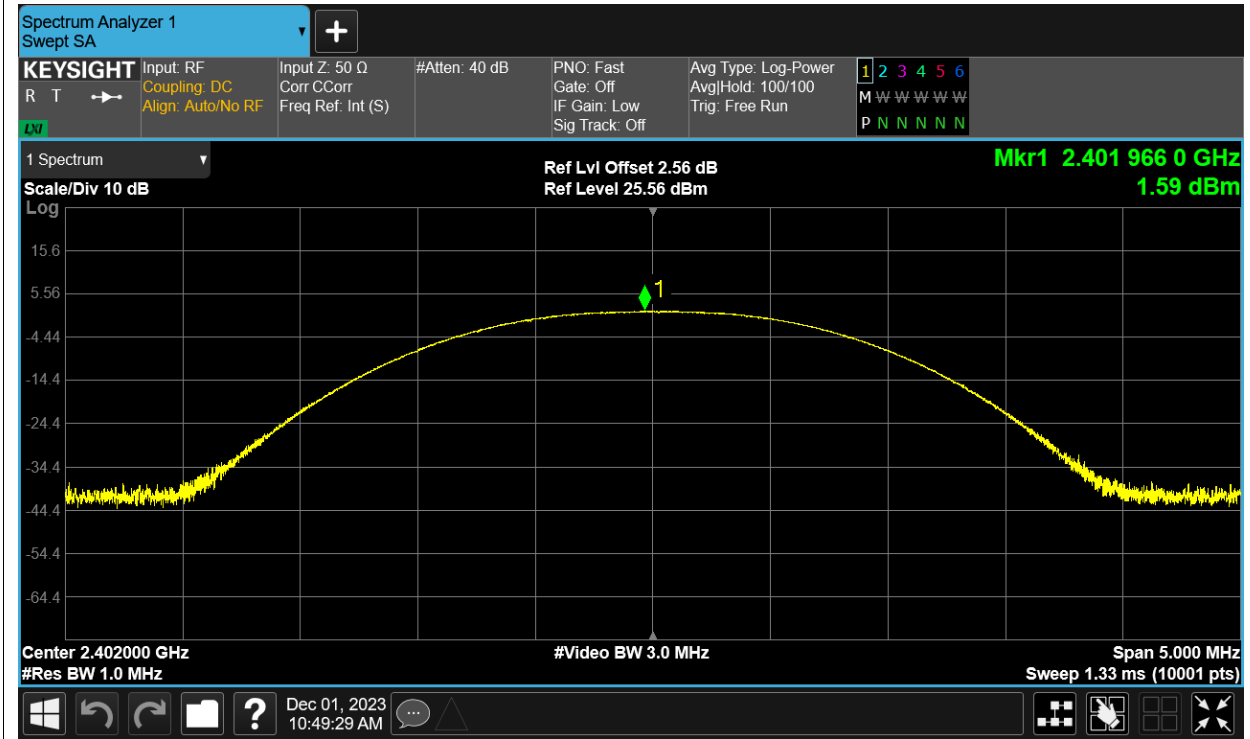 Spectrum Analyzer 1
Swept SA
KEYSIGHT
R T
LXI
Input: RF
Coupling: DC
Align: Auto/No RF
Input Z: 50 Ω
Corr CCorr
Freq Ref: Int (S)
#Atten: 40 dB
PNO: Fast
Gate: Off
IF Gain: Low
Sig Track: Off
Avg Type: Log-Power
Avg|Hold: 100/100
Trig: Free Run
1 2 3 4 5 6
M W W W W W
P N N N N N
1 Spectrum
Scale/Div 10 dB
Log
Ref Lvl Offset 2.56 dB
Ref Level 25.56 dBm
Mkr1 2.401 966 0 GHz
1.59 dBm
15.6
5.56
-4.44
-14.4
-24.4
-34.4
-44.4
-54.4
-64.4
1
Center 2.402000 GHz
#Res BW 1.0 MHz
#Video BW 3.0 MHz
Span 5.000 MHz
Sweep 1.33 ms (10001 pts)
?
Dec 01, 2023
10:49:29 AM